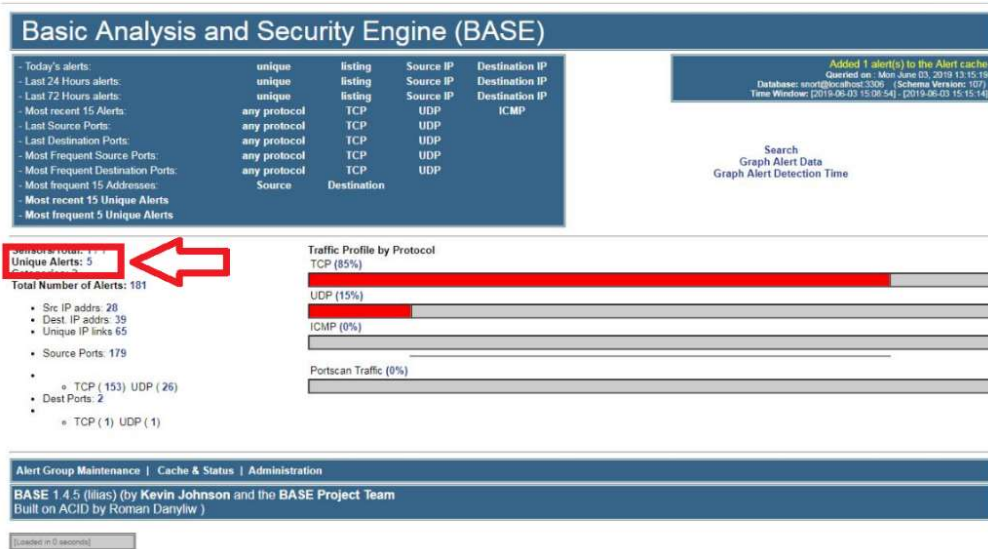 Basic Analysis and Security Engine (BASE)
- Today's alerts: unique listing Source IP Destination IP
- Last 24 Hours alerts: unique listing Source IP Destination IP
- Last 72 Hours alerts: unique listing Source IP Destination IP
- Most recent 15 Alerts: any protocol TCP UDP ICMP
- Last Source Ports: any protocol TCP UDP
- Last Destination Ports: any protocol TCP UDP
- Most Frequent Source Ports: any protocol TCP UDP
- Most Frequent Destination Ports: any protocol TCP UDP
- Most frequent 15 Addresses: Source Destination
- Most recent 15 Unique Alerts
- Most frequent 5 Unique Alerts
Added 1 alert(s) to the Alert cache
Queried on : Mon June 03, 2019 13:15:19
Database: snort@localhost:3306 (Schema Version: 107)
Time Window: [2019-06-03 15:06:54] - [2019-06-03 15:15:14]
Search
Graph Alert Data
Graph Alert Detection Time
Unique Alerts: 5
Total Number of Alerts: 181
• Src IP addrs: 28
• Dest. IP addrs: 39
• Unique IP links 65
• Source Ports: 179
TCP ( 153) UDP ( 26)
• Dest Ports: 2
TCP ( 1) UDP ( 1)
Traffic Profile by Protocol
TCP (85%)
UDP (15%)
ICMP (0%)
Portscan Traffic (0%)
Alert Group Maintenance | Cache & Status | Administration
BASE 1.4.5 (lilias) (by Kevin Johnson and the BASE Project Team
Built on ACID by Roman Danyliw )
[Loaded in 0 seconds]